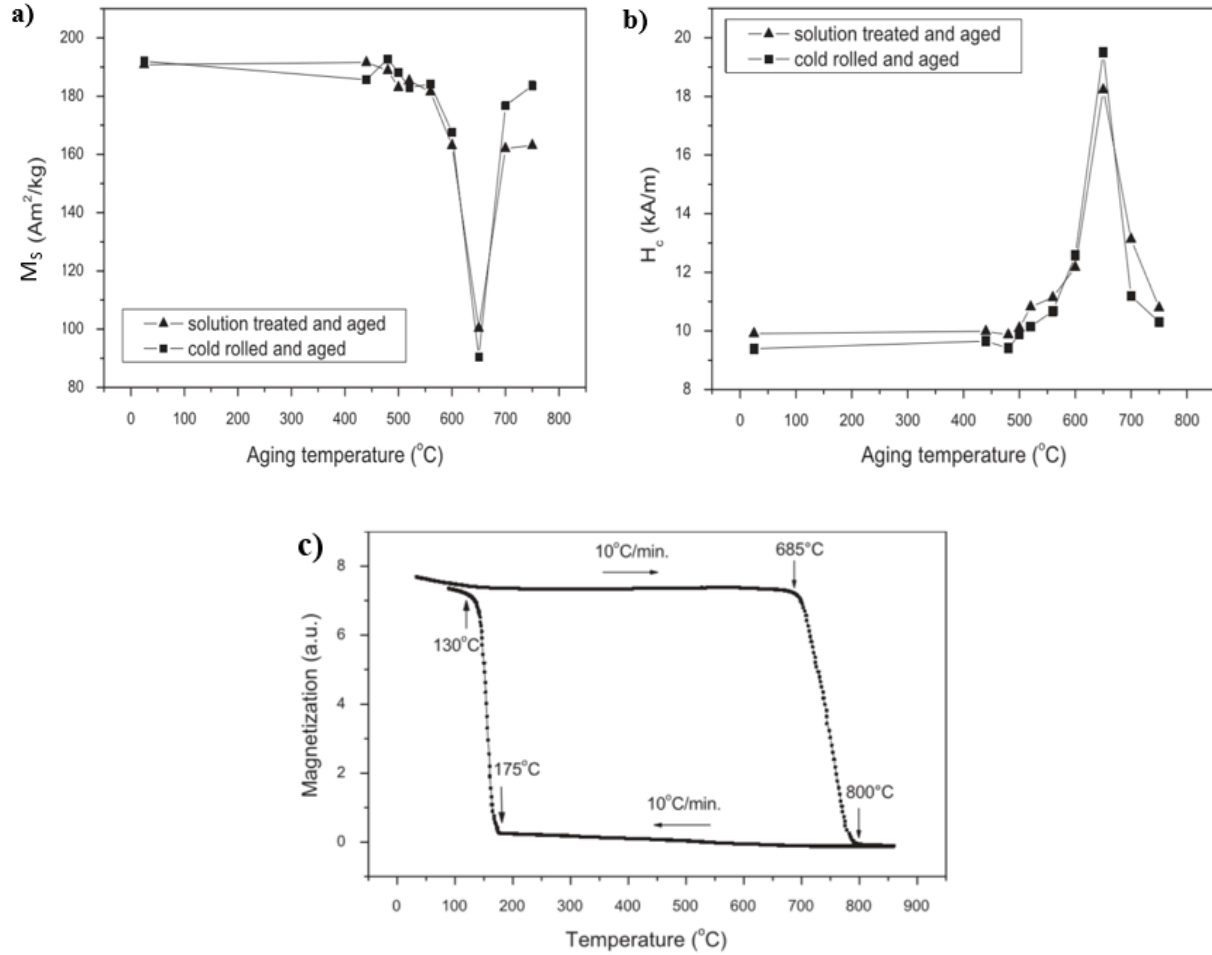 a)
200
180
160
140
120
100
80
M_S (Am²/kg)
solution treated and aged
cold rolled and aged
0 100 200 300 400 500 600 700 800
Aging temperature (°C)
b)
20
18
16
14
12
10
8
H_c (kA/m)
solution treated and aged
cold rolled and aged
0 100 200 300 400 500 600 700 800
Aging temperature (°C)
c)
8
6
4
2
0
Magnetization (a.u.)
10°C/min.
685°C
130°C
175°C
10°C/min.
800°C
0 100 200 300 400 500 600 700 800 900
Temperature (°C)